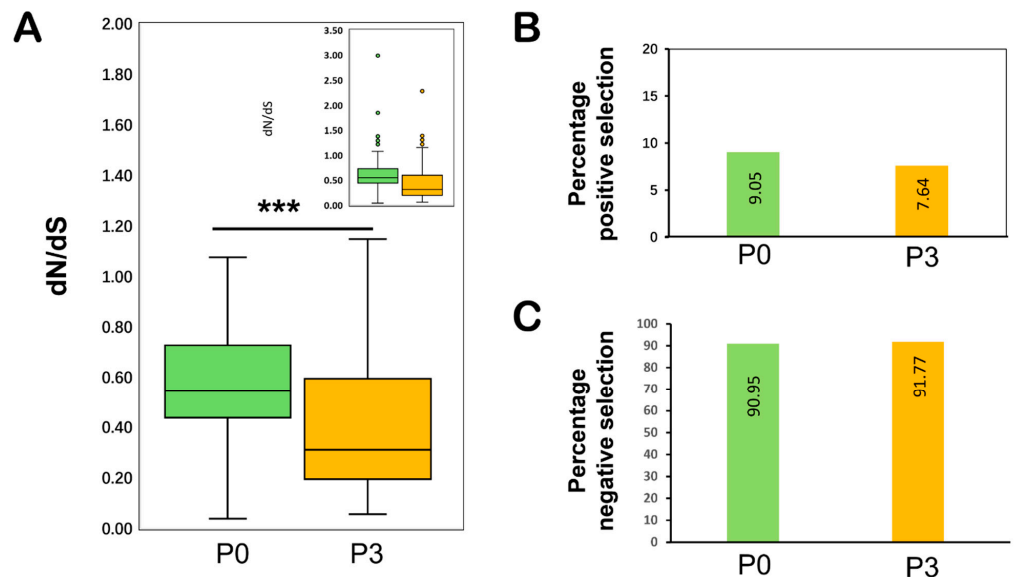 A
dN/dS
2.00
1.80
1.60
1.40
1.20
1.00
0.80
0.60
0.40
0.20
0.00
***
P0
P3
dN/dS
3.50
3.00
2.50
2.00
1.50
1.00
0.50
0.00
B
Percentage
positive selection
20
15
10
5
0
9.05
7.64
P0
P3
C
Percentage
negative selection
100
90
80
70
60
50
40
30
20
10
0
90.95
91.77
P0
P3